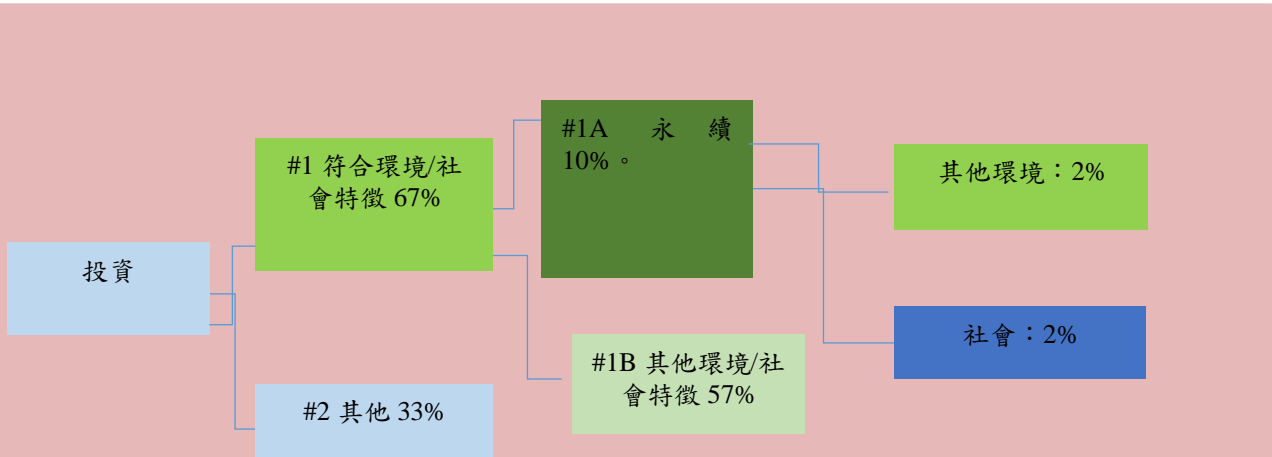 投資
#1 符合環境/社
會特徵 67%
#2 其他 33%
#1A 永續
10%。
#1B 其他環境/社
會特徵 57%
其他環境：2%
社會：2%